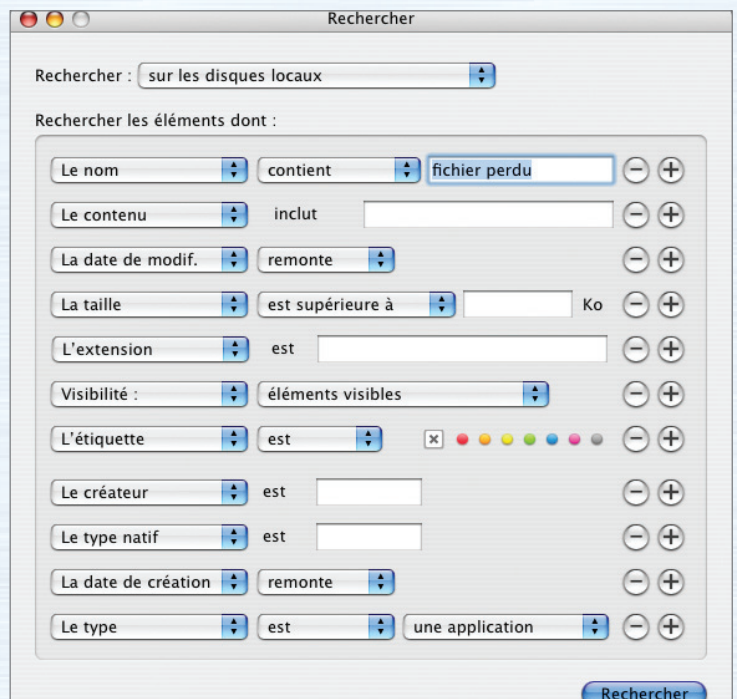 Rechercher
Rechercher : sur les disques locaux
Rechercher les éléments dont :
Le nom contient fichier perdu
Le contenu inclut
La date de modif. remonte
La taille est supérieure à Ko
L'extension est
Visibilité : éléments visibles
L'étiquette est
Le créateur est
Le type natif est
La date de création remonte
Le type est une application
Rechercher